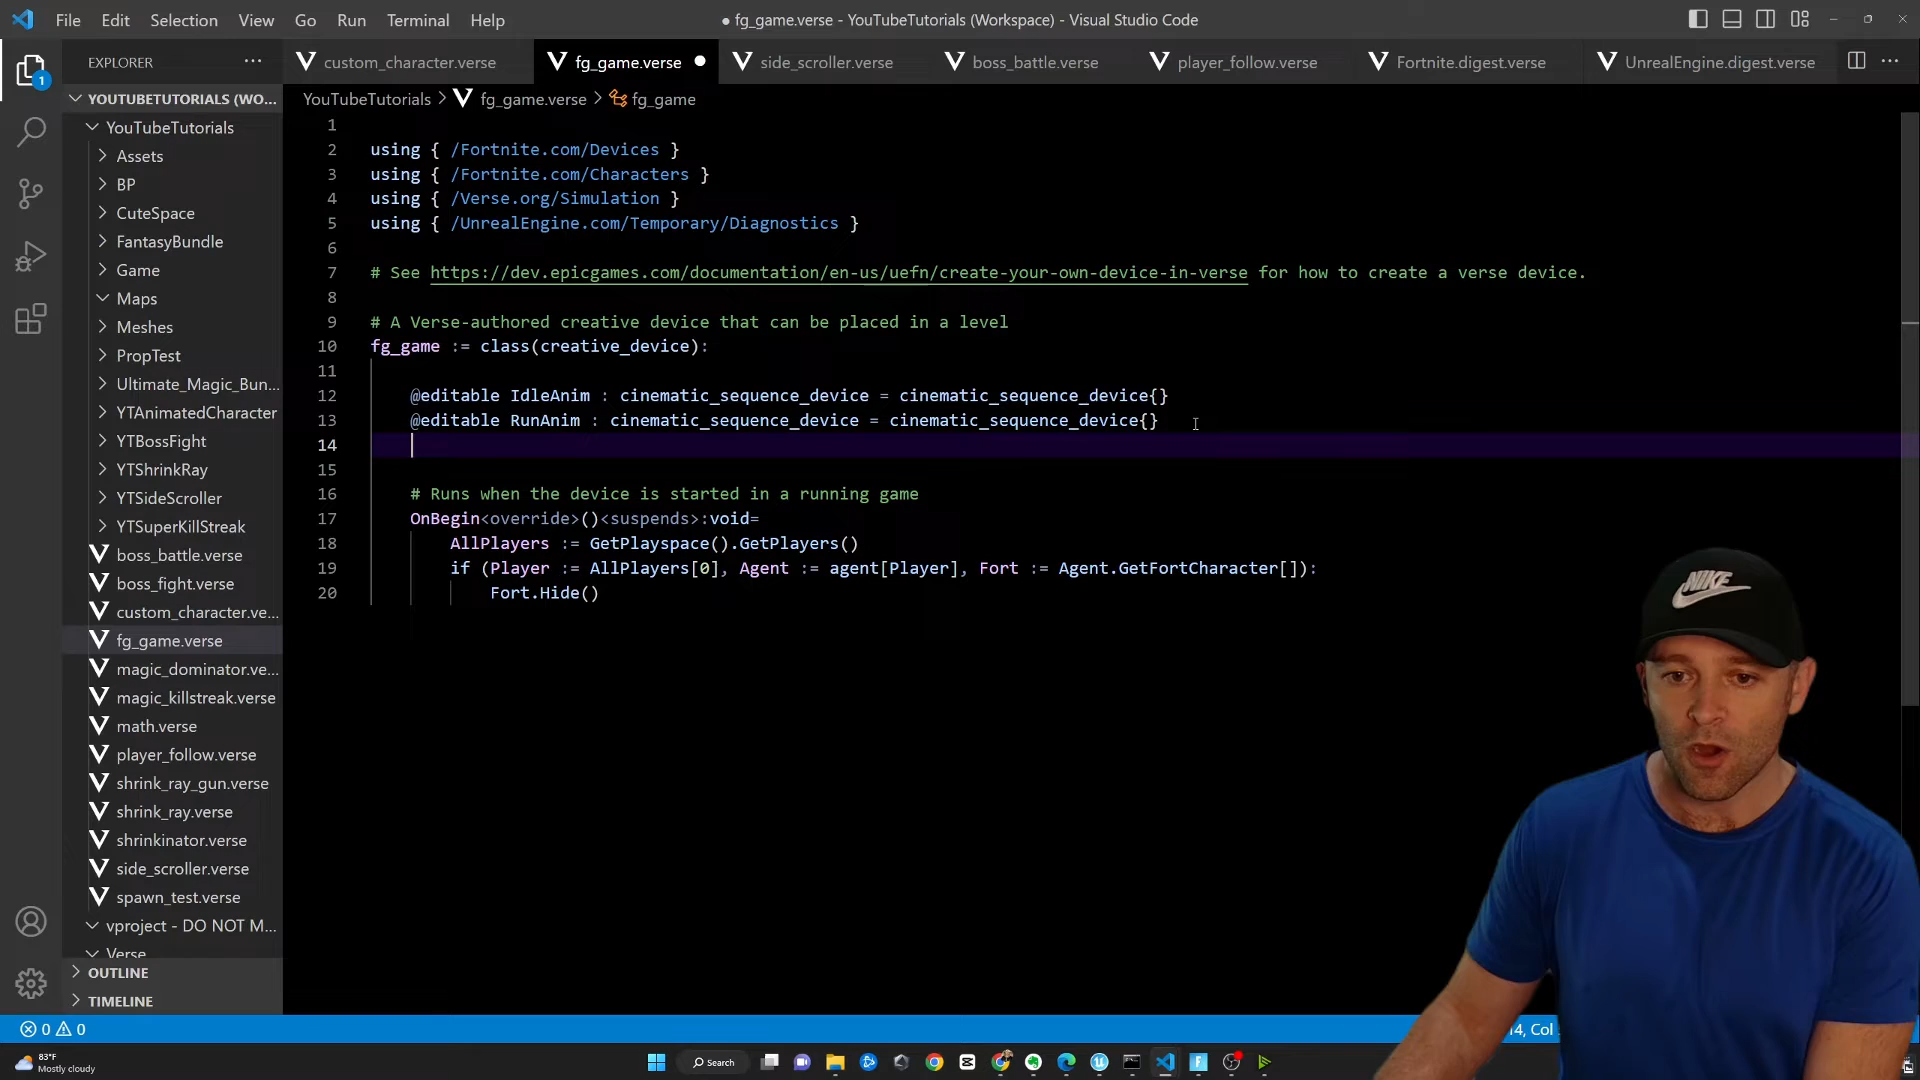 File Edit Selection View Go Run Terminal Help
● fg_game.verse - YouTubeTutorials (Workspace) - Visual Studio Code
EXPLORER ...
custom_character.verse fg_game.verse ● side_scroller.verse boss_battle.verse player_follow.verse Fortnite.digest.verse UnrealEngine.digest.verse
1
YOUTUBETUTORIALS (WO...
YouTubeTutorials > fg_game.verse > fg_game
YouTubeTutorials
Assets
BP
CuteSpace
FantasyBundle
Game
Maps
Meshes
PropTest
Ultimate_Magic_Bun...
YTAnimatedCharacter
YTBossFight
YTShrinkRay
YTSideScroller
YTSuperKillStreak
boss_battle.verse
boss_fight.verse
custom_character.ve...
fg_game.verse
magic_dominator.ve...
magic_killstreak.verse
math.verse
player_follow.verse
shrink_ray_gun.verse
shrink_ray.verse
shrinkinator.verse
side_scroller.verse
spawn_test.verse
vproject - DO NOT M...
Verse
OUTLINE
TIMELINE
1
2 using { /Fortnite.com/Devices }
3 using { /Fortnite.com/Characters }
4 using { /Verse.org/Simulation }
5 using { /UnrealEngine.com/Temporary/Diagnostics }
6
7 # See https://dev.epicgames.com/documentation/en-us/uefn/create-your-own-device-in-verse for how to create a verse device.
8
9 # A Verse-authored creative device that can be placed in a level
10 fg_game := class(creative_device):
11
12 @editable IdleAnim : cinematic_sequence_device = cinematic_sequence_device{}
13 @editable RunAnim : cinematic_sequence_device = cinematic_sequence_device{}
14
15
16 # Runs when the device is started in a running game
17 OnBegin<override>()<suspends>:void=
18 AllPlayers := GetPlayspace().GetPlayers()
19 if (Player := AllPlayers[0], Agent := agent[Player], Fort := Agent.GetFortCharacter[]):
20 Fort.Hide()
NIKE
0 0
14, Col
83°F
Mostly cloudy
Search